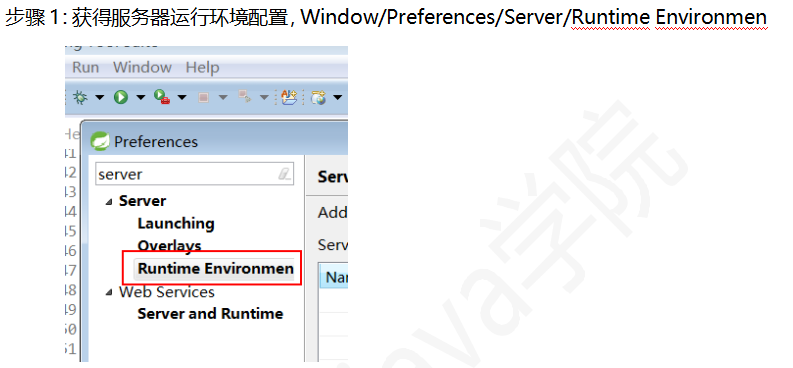 步骤 1: 获得服务器运行环境配置, Window/Preferences/Server/Runtime Environmen
Run Window Help
He
Preferences
41
42
server
Serv
43
Server
44
Launching
Add
45
Overlays
Serv
46
Runtime Environmen
Nar
47
48
Web Services
49
Server and Runtime
50
51
Java学院